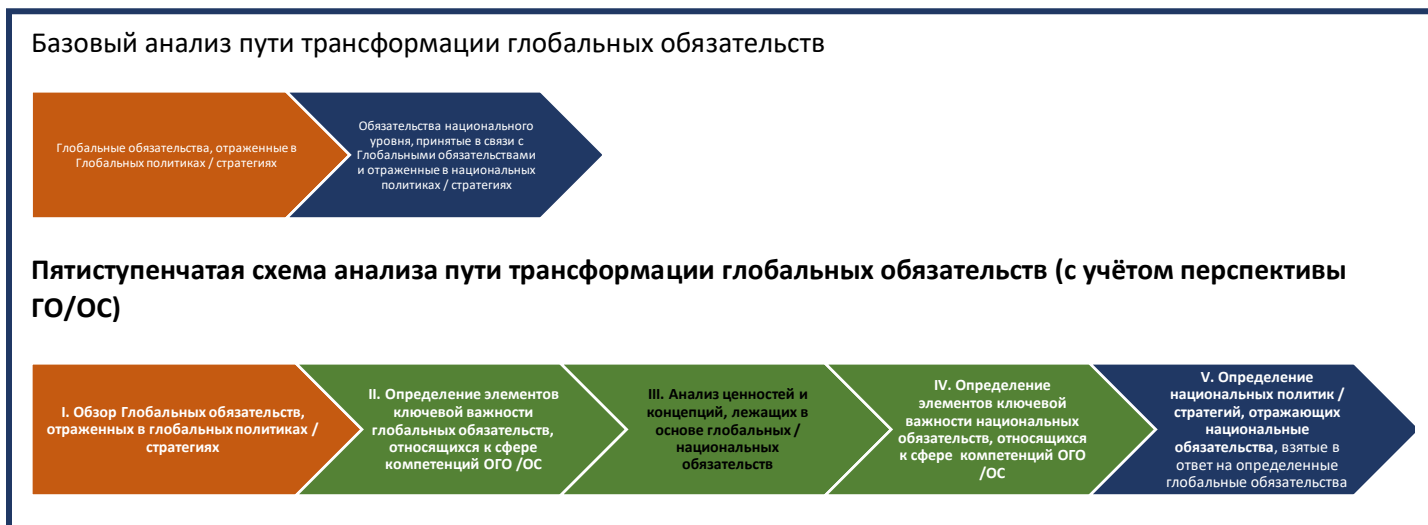 Базовый анализ пути трансформации глобальных обязательств
Глобальные обязательства, отраженные в
Глобальных политиках / стратегиях
Обязательства национального
уровня, принятые в связи с
Глобальными обязательствами
и отраженные в национальных
политиках / стратегиях
Пятиступенчатая схема анализа пути трансформации глобальных обязательств (с учётом перспективы
ГО/ОС)
I. Обзор Глобальных обязательств,
отраженных в глобальных политиках /
стратегиях
II. Определение элементов
ключевой важности
глобальных обязательств,
относящихся к сфере
компетенций ОГО /ОС
III. Анализ ценностей и
концепций, лежащих в
основе глобальных /
национальных
обязательств
IV. Определение
элементов ключевой
важности национальных
обязательств, относящихся
к сфере компетенций ОГО
/ОС
V. Определение
национальных политик /
стратегий, отражающих
национальные
обязательства, взятые в
ответ на определенные
глобальные обязательства